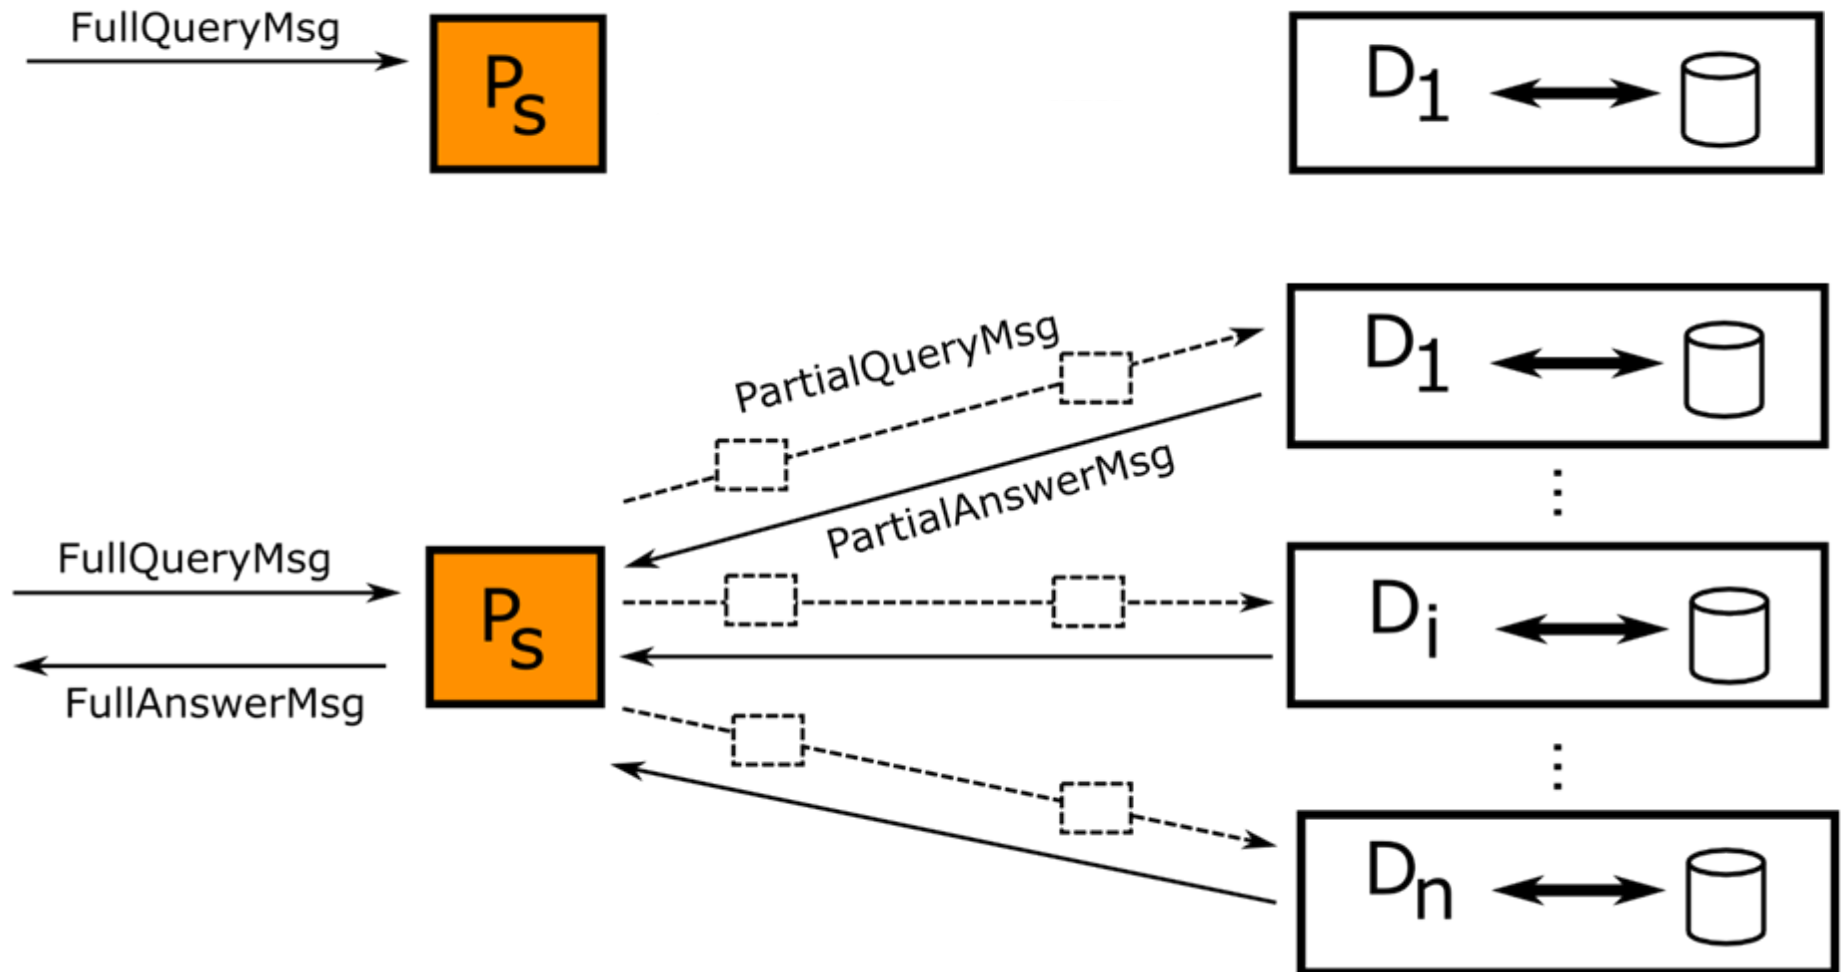 FullQueryMsg
Ps
D1
PartialQueryMsg
D1
PartialAnswerMsg
⋮
FullQueryMsg
Ps
Di
FullAnswerMsg
⋮
Dn